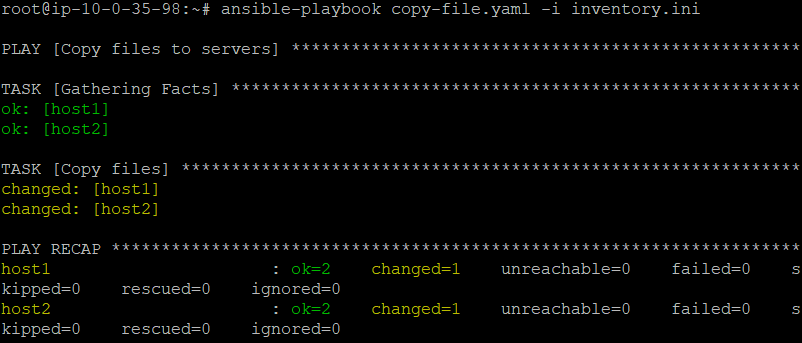 root@ip-10-0-35-98:~# ansible-playbook copy-file.yaml -i inventory.ini
PLAY [Copy files to servers] ***************************************************
TASK [Gathering Facts] *********************************************************
ok: [host1]
ok: [host2]
TASK [Copy files] **************************************************************
changed: [host1]
changed: [host2]
PLAY RECAP *********************************************************************
host1                      : ok=2    changed=1    unreachable=0    failed=0    s
kipped=0    rescued=0    ignored=0
host2                      : ok=2    changed=1    unreachable=0    failed=0    s
kipped=0    rescued=0    ignored=0